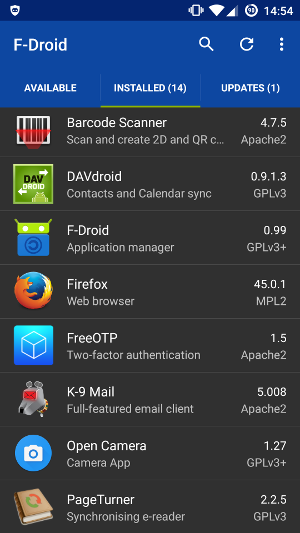 14:54
F-Droid
AVAILABLE
INSTALLED (14)
UPDATES (1)
Barcode Scanner 4.7.5
Scan and create 2D and QR c... Apache2
DAVdroid 0.9.1.3
Contacts and Calendar sync GPLv3
F-Droid 0.99
Application manager GPLv3+
Firefox 45.0.1
Web browser MPL2
FreeOTP 1.5
Two-factor authentication Apache2
K-9 Mail 5.008
Full-featured email client Apache2
Open Camera 1.27
Camera App GPLv3+
PageTurner 2.2.5
Synchronising e-reader GPLv3
DAV
DROID